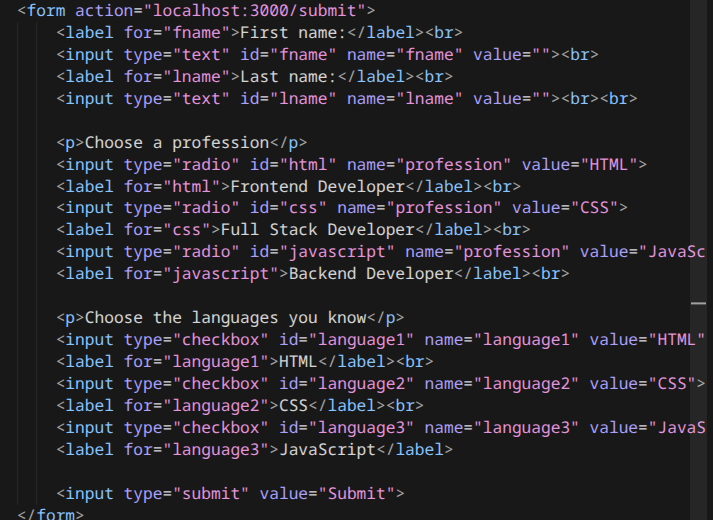 <form action="localhost:3000/submit">
<label for="fname">First name:</label><br>
<input type="text" id="fname" name="fname" value=""><br>
<label for="lname">Last name:</label><br>
<input type="text" id="lname" name="lname" value=""><br><br>
<p>Choose a profession</p>
<input type="radio" id="html" name="profession" value="HTML">
<label for="html">Frontend Developer</label><br>
<input type="radio" id="css" name="profession" value="CSS">
<label for="css">Full Stack Developer</label><br>
<input type="radio" id="javascript" name="profession" value="JavaSc
<label for="javascript">Backend Developer</label><br>
<p>Choose the languages you know</p>
<input type="checkbox" id="language1" name="language1" value="HTML"
<label for="language1">HTML</label><br>
<input type="checkbox" id="language2" name="language2" value="CSS">
<label for="language2">CSS</label><br>
<input type="checkbox" id="language3" name="language3" value="JavaS
<label for="language3">JavaScript</label>
<input type="submit" value="Submit">
</form>